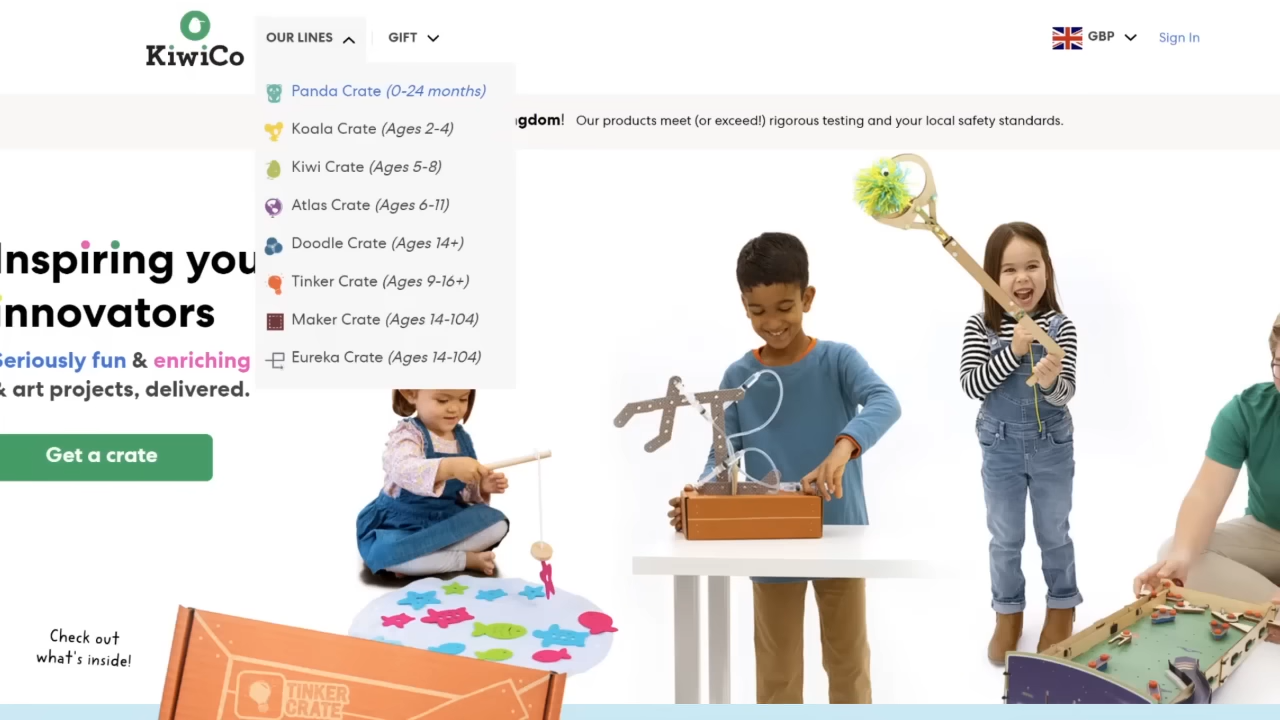 KiwiCo
OUR LINES
GIFT
GBP
Sign In
Panda Crate (0-24 months)
Koala Crate (Ages 2-4)
Kiwi Crate (Ages 5-8)
Atlas Crate (Ages 6-11)
Doodle Crate (Ages 14+)
Tinker Crate (Ages 9-16+)
Maker Crate (Ages 14-104)
Eureka Crate (Ages 14-104)
gdom! Our products meet (or exceed!) rigorous testing and your local safety standards.
Inspiring you
innovators
Seriously fun & enriching
& art projects, delivered.
Get a crate
Check out
what's inside!
TINKER
CRATE